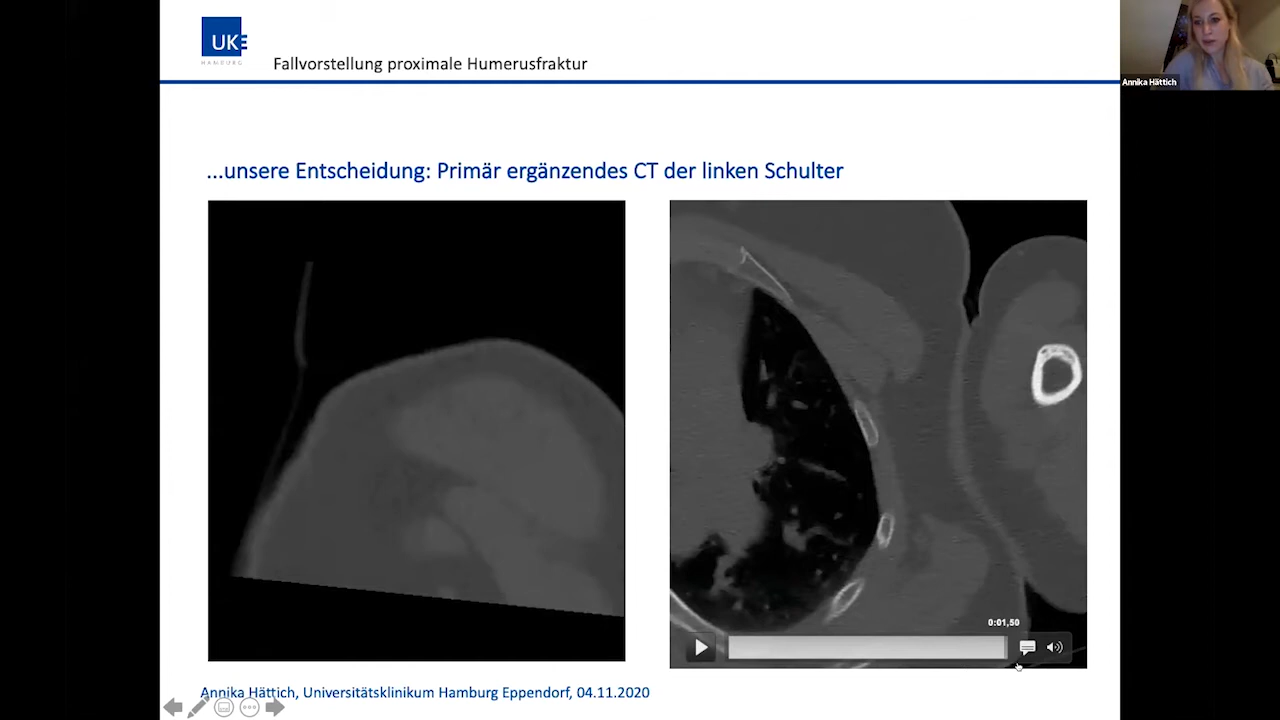 UKE
HAMBURG
Fallvorstellung proximale Humerusfraktur
Annika Hättich
...unsere Entscheidung: Primär ergänzendes CT der linken Schulter
0:01,50
Annika Hättich, Universitätsklinikum Hamburg Eppendorf, 04.11.2020